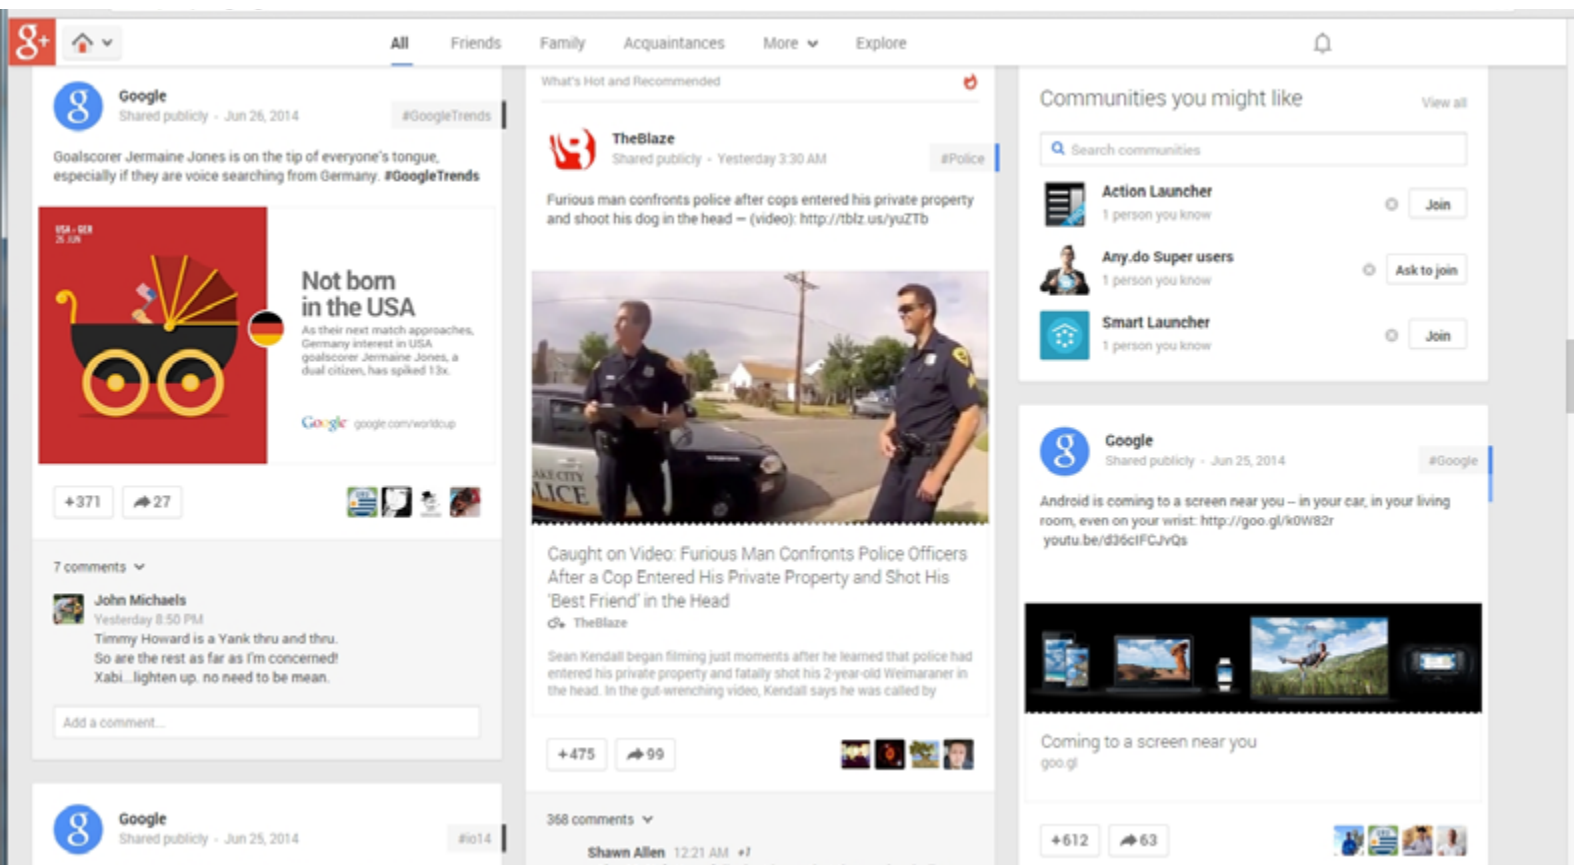 g+
All
Friends
Family
Acquaintances
More
Explore
Google
Shared publicly - Jun 26, 2014
#GoogleTrends
Goalscorer Jermaine Jones is on the tip of everyone's tongue,
especially if they are voice searching from Germany. #GoogleTrends
USA - GER
26 JUN
Not born
in the USA
As their next match approaches,
Germany interest in USA
goalscorer Jermaine Jones, a
dual citizen, has spiked 13x.
Google google.com/worldcup
+371
27
7 comments
John Michaels
Yesterday 8:50 PM
Timmy Howard is a Yank thru and thru.
So are the rest as far as I'm concerned!
Xabi...lighten up. no need to be mean.
Add a comment...
Google
Shared publicly - Jun 25, 2014
#io14
What's Hot and Recommended
TheBlaze
Shared publicly - Yesterday 3:30 AM
#Police
Furious man confronts police after cops entered his private property
and shoot his dog in the head — (video): http://tblz.us/yuZTb
AKE CITY
LICE
Caught on Video: Furious Man Confronts Police Officers
After a Cop Entered His Private Property and Shot His
'Best Friend' in the Head
TheBlaze
Sean Kendall began filming just moments after he learned that police had
entered his private property and fatally shot his 2-year-old Weimaraner in
the head. In the gut-wrenching video, Kendall says he was called by
+475
99
368 comments
Shawn Allen 12:21 AM +1
Communities you might like
View all
Search communities
Action Launcher
1 person you know
Join
Any.do Super users
1 person you know
Ask to join
Smart Launcher
1 person you know
Join
Google
Shared publicly - Jun 25, 2014
#Google
Android is coming to a screen near you – in your car, in your living
room, even on your wrist: http://goo.gl/k0W82r
youtu.be/d36cIFCJvQs
Coming to a screen near you
goo.gl
+612
63